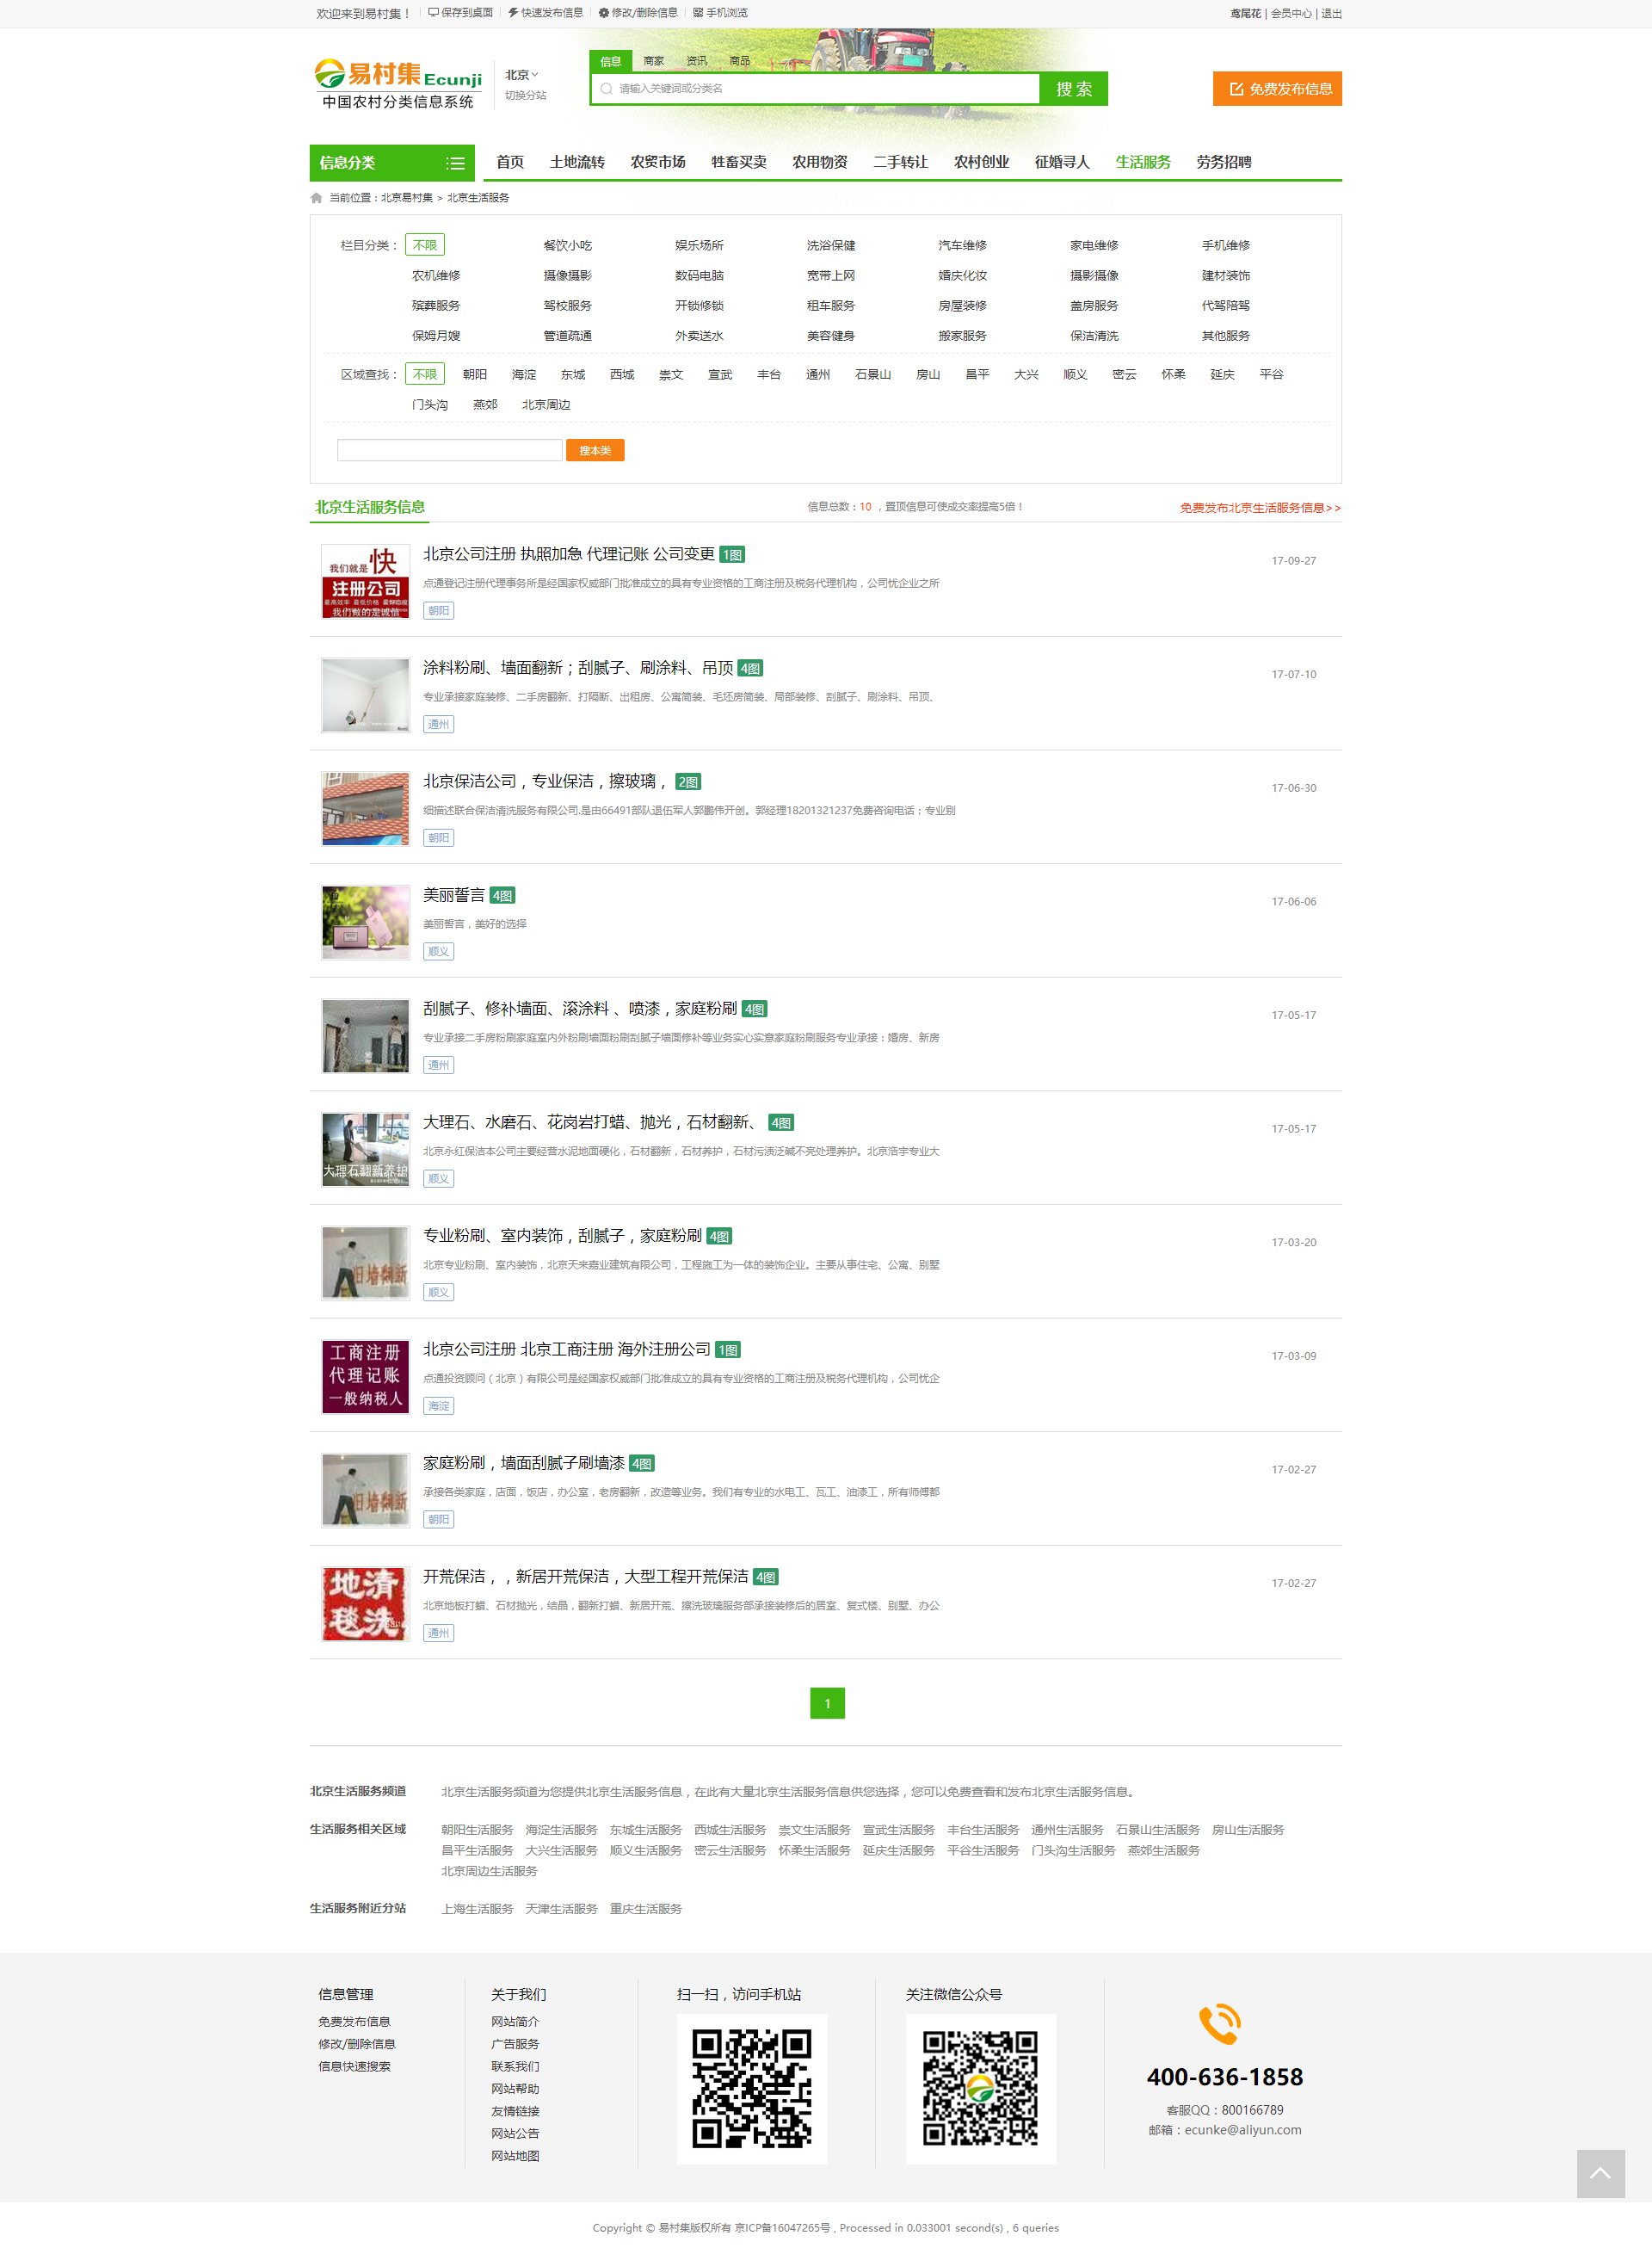 欢迎来到易村集！ 保存到桌面 快速发布信息 修改/删除信息 手机浏览
鸢尾花 | 会员中心 | 退出
易村集Ecunji
中国农村分类信息系统
北京
切换分站
信息 商家 资讯 商品
请输入关键词或分类名
搜 索
免费发布信息
信息分类
首页 土地流转 农贸市场 牲畜买卖 农用物资 二手转让 农村创业 征婚寻人 生活服务 劳务招聘
当前位置：北京易村集 > 北京生活服务
栏目分类： 不限 餐饮小吃 娱乐场所 洗浴保健 汽车维修 家电维修 手机维修
农机维修 摄像摄影 数码电脑 宽带上网 婚庆化妆 摄影摄像 建材装饰
殡葬服务 驾校服务 开锁修锁 租车服务 房屋装修 盖房服务 代驾陪驾
保姆月嫂 管道疏通 外卖送水 美容健身 搬家服务 保洁清洗 其他服务
区域查找： 不限 朝阳 海淀 东城 西城 崇文 宣武 丰台 通州 石景山 房山 昌平 大兴 顺义 密云 怀柔 延庆 平谷
门头沟 燕郊 北京周边
搜本类
北京生活服务信息
信息总数：10 ，置顶信息可使成交率提高5倍！
免费发布北京生活服务信息>>
我们就是快
注册公司
我们做的是诚信
北京公司注册 执照加急 代理记账 公司变更 1图
17-09-27
点通登记注册代理事务所是经国家权威部门批准成立的具有专业资格的工商注册及税务代理机构，公司忧企业之所
朝阳
涂料粉刷、墙面翻新；刮腻子、刷涂料、吊顶 4图
17-07-10
专业承接家庭装修、二手房翻新、打隔断、出租房、公寓简装、毛坯房简装、局部装修、刮腻子、刷涂料、吊顶、
通州
北京保洁公司，专业保洁，擦玻璃， 2图
17-06-30
细描述联合保洁清洗服务有限公司.是由66491部队退伍军人郭鹏伟开创。郭经理18201321237免费咨询电话；专业别
朝阳
美丽誓言 4图
17-06-06
美丽誓言，美好的选择
顺义
刮腻子、修补墙面、滚涂料 、喷漆，家庭粉刷 4图
17-05-17
专业承接二手房粉刷家庭室内外粉刷墙面粉刷刮腻子墙面修补等业务实心实意家庭粉刷服务专业承接：婚房、新房
通州
大理石翻新养护
大理石、水磨石、花岗岩打蜡、抛光，石材翻新、 4图
17-05-17
北京永红保洁本公司主要经营水泥地面硬化，石材翻新，石材养护，石材污渍泛碱不亮处理养护。北京浩宇专业大
顺义
旧墙翻新
专业粉刷、室内装饰，刮腻子，家庭粉刷 4图
17-03-20
北京专业粉刷、室内装饰，北京天来嘉业建筑有限公司，工程施工为一体的装饰企业。主要从事住宅、公寓、别墅
顺义
工商注册
代理记账
一般纳税人
北京公司注册 北京工商注册 海外注册公司 1图
17-03-09
点通投资顾问（北京）有限公司是经国家权威部门批准成立的具有专业资格的工商注册及税务代理机构，公司忧企
海淀
旧墙翻新
家庭粉刷，墙面刮腻子刷墙漆 4图
17-02-27
承接各类家庭，店面，饭店，办公室，老房翻新，改造等业务。我们有专业的水电工、瓦工、油漆工，所有师傅都
朝阳
地清
毯洗
开荒保洁，，新居开荒保洁，大型工程开荒保洁 4图
17-02-27
北京地板打蜡、石材抛光，结晶，翻新打蜡、新居开荒、擦洗玻璃服务部承接装修后的居室、复式楼、别墅、办公
通州
1
北京生活服务频道 北京生活服务频道为您提供北京生活服务信息，在此有大量北京生活服务信息供您选择，您可以免费查看和发布北京生活服务信息。
生活服务相关区域 朝阳生活服务 海淀生活服务 东城生活服务 西城生活服务 崇文生活服务 宣武生活服务 丰台生活服务 通州生活服务 石景山生活服务 房山生活服务
昌平生活服务 大兴生活服务 顺义生活服务 密云生活服务 怀柔生活服务 延庆生活服务 平谷生活服务 门头沟生活服务 燕郊生活服务
北京周边生活服务
生活服务附近分站 上海生活服务 天津生活服务 重庆生活服务
信息管理
免费发布信息
修改/删除信息
信息快速搜索
关于我们
网站简介
广告服务
联系我们
网站帮助
友情链接
网站公告
网站地图
扫一扫，访问手机站
关注微信公众号
400-636-1858
客服QQ：800166789
邮箱：ecunke@aliyun.com
Copyright © 易村集版权所有 京ICP备16047265号 , Processed in 0.033001 second(s) , 6 queries